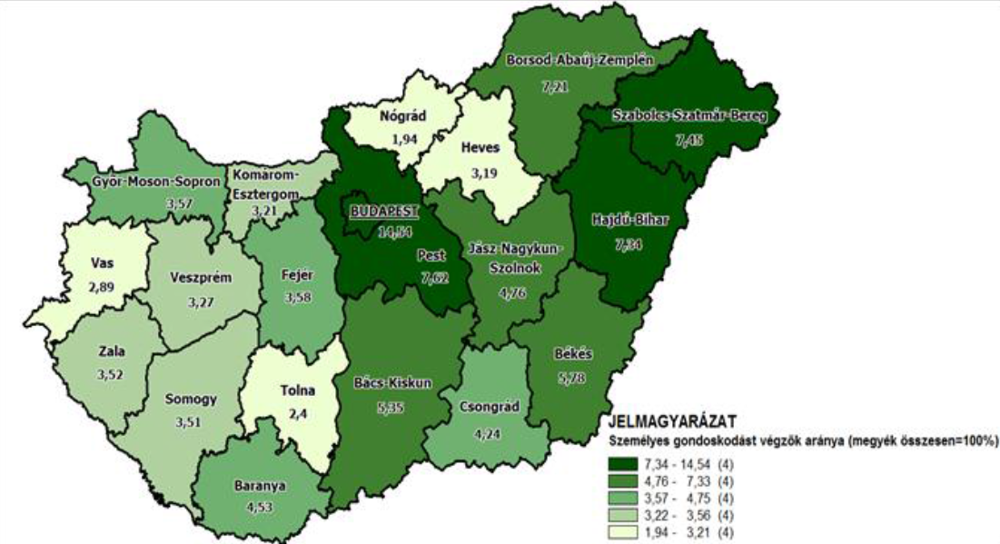 Borsod-Abaúj-Zemplén
7,21
Szabolcs-Szatmár-Bereg
7,45
Nógrád
1,94
Heves
3,19
Győr-Moson-Sopron
3,57
Komárom-
Esztergom
3,21
BUDAPEST
14,54
Pest
7,62
Hajdú-Bihar
7,34
Jász-Nagykun-
Szolnok
4,76
Vas
2,89
Veszprém
3,27
Fejér
3,58
Zala
3,52
Somogy
3,51
Tolna
2,4
Bács-Kiskun
5,35
Békés
5,78
Csongrád
4,24
Baranya
4,53
JELMAGYARÁZAT
Személyes gondoskodást végzők aránya (megyék összesen=100%)
7,34 - 14,54 (4)
4,76 - 7,33 (4)
3,57 - 4,75 (4)
3,22 - 3,56 (4)
1,94 - 3,21 (4)